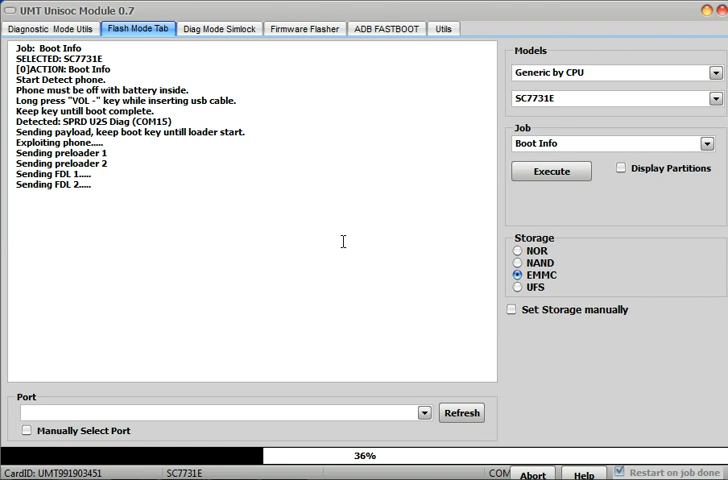 UMT Unisoc Module 0.7
Diagnostic Mode Utils
Flash Mode Tab
Diag Mode Simlock
Firmware Flasher
ADB FASTBOOT
Utils
Job: Boot Info
SELECTED: SC7731E
[0]ACTION: Boot Info
Start Detect phone.
Phone must be off with battery inside.
Long press "VOL -" key while inserting usb cable.
Keep key untill boot complete.
Detected: SPRD U2S Diag (COM15)
Sending payload, keep boot key untill loader start.
Exploiting phone.....
Sending preloader 1
Sending preloader 2
Sending FDL 1.....
Sending FDL 2.....
Models
Generic by CPU
SC7731E
Job
Boot Info
Execute
Display Partitions
Storage
NOR
NAND
EMMC
UFS
Set Storage manually
Port
Refresh
Manually Select Port
36%
CardID: UMT991903451
SC7731E
COM
Abort
Help
Restart on job done